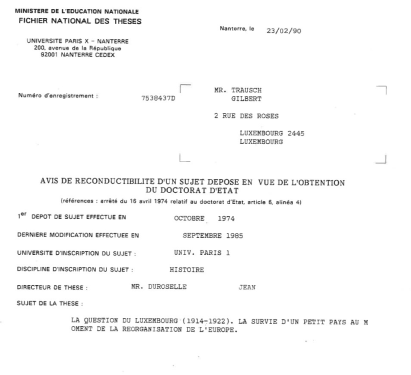 MINISTERE DE L'EDUCATION NATIONALE
FICHIER NATIONAL DES THESES
Nanterre, le 23/02/90
UNIVERSITE PARIS X - NANTERRE
200, avenue de la République
92001 NANTERRE CEDEX
Numéro d'enregistrement : 7538437D
MR. TRAUSCH
GILBERT
2 RUE DES ROSES
LUXEMBOURG 2445
LUXEMBOURG
AVIS DE RECONDUCTIBILITE D'UN SUJET DEPOSE EN VUE DE L'OBTENTION
DU DOCTORAT D'ETAT
(références : arrêté du 16 avril 1974 relatif au doctorat d'Etat, article 6, alinéa 4)
1er DEPOT DE SUJET EFFECTUE EN OCTOBRE 1974
DERNIERE MODIFICATION EFFECTUEE EN SEPTEMBRE 1985
UNIVERSITE D'INSCRIPTION DU SUJET : UNIV. PARIS 1
DISCIPLINE D'INSCRIPTION DU SUJET : HISTOIRE
DIRECTEUR DE THESE : MR. DUROSELLE JEAN
SUJET DE LA THESE :
LA QUESTION DU LUXEMBOURG (1914-1922). LA SURVIE D'UN PETIT PAYS AU M
OMENT DE LA REORGANISATION DE L'EUROPE.